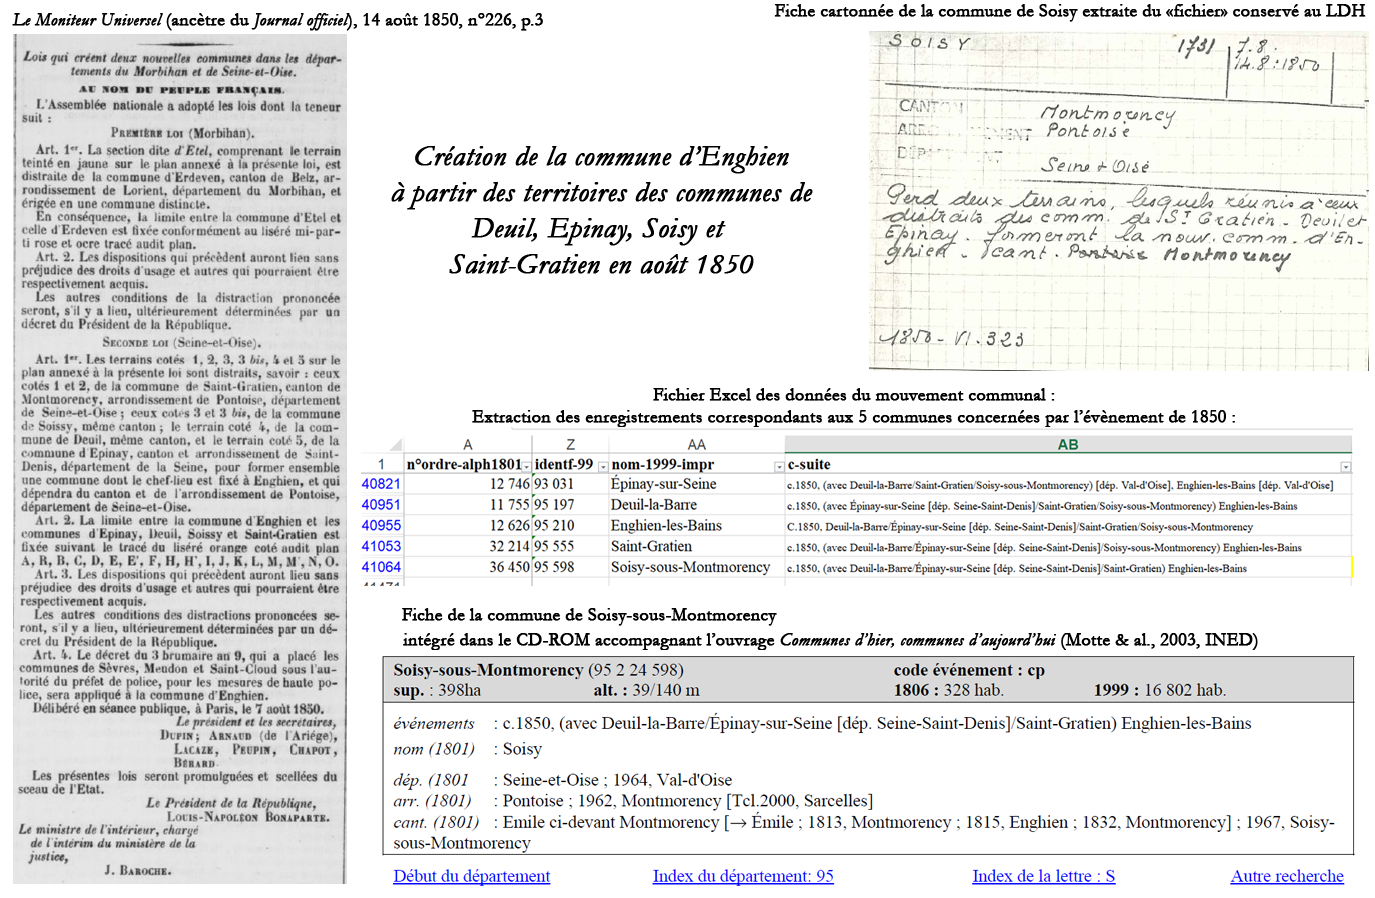 Le Moniteur Universel (ancêtre du Journal officiel), 14 août 1850, n°226, p.3
Lois qui créent deux nouvelles communes dans les dépar-
tements du Morbihan et de Seine-et-Oise.
AU NOM DU PEUPLE FRANÇAIS.
L'Assemblée nationale a adopté les lois dont la teneur
suit :
PREMIÈRE LOI (Morbihan).
Art. 1er. La section dite d'Etel, comprenant le terrain
teinté en jaune sur le plan annexé à la présente loi, est
distraite de la commune d'Erdeven, canton de Belz, ar-
rondissement de Lorient, département du Morbihan, et
érigée en une commune distincte.
En conséquence, la limite entre la commune d'Etel et
celle d'Erdeven est fixée conformément au liséré mi-par-
ti rose et ocre tracé audit plan.
Art. 2. Les dispositions qui précèdent auront lieu sans
préjudice des droits d'usage et autres qui pourraient être
respectivement acquis.
Les autres conditions de la distraction prononcée
seront, s'il y a lieu, ultérieurement déterminées par un
décret du Président de la République.
SECONDE LOI (Seine-et-Oise).
Art. 1er. Les terrains cotés 1, 2, 3, 3 bis, 4 et 5 sur le
plan annexé à la présente loi sont distraits, savoir : ceux
cotés 1 et 2, de la commune de Saint-Gratien, canton de
Montmorency, arrondissement de Pontoise, département
de Seine-et-Oise ; ceux cotés 3 et 3 bis, de la commune
de Soissy, même canton ; le terrain coté 4, de la com-
mune de Deuil, même canton, et le terrain coté 5, de la
commune d'Epinay, canton et arrondissement de Saint-
Denis, département de la Seine, pour former ensemble
une commune dont le chef-lieu est fixé à Enghien, et qui
dépendra du canton et de l'arrondissement de Pontoise,
département de Seine-et-Oise.
Art. 2. La limite entre la commune d'Enghien et les
communes d'Epinay, Deuil, Soissy et Saint-Gratien est
fixée suivant le tracé du liséré orange coté audit plan
A, R, B, C, D, E, E', F, H, H', I, J, K, L, M, M', N, O.
Art. 3. Les dispositions qui précèdent auront lieu sans
préjudice des droits d'usage et autres qui pourraient être
respectivement acquis.
Les autres conditions des distractions prononcées se-
ront, s'il y a lieu, ultérieurement déterminées par un dé-
cret du Président de la République.
Art. 4. Le décret du 3 brumaire an 9, qui a placé les
communes de Sèvres, Meudon et Saint-Cloud sous l'au-
torité du préfet de police, pour les mesures de haute po-
lice, sera appliqué à la commune d'Enghien.
Délibéré en séance publique, à Paris, le 7 août 1850.
Le président et les secrétaires,
DUPIN ; ARNAUD (de l'Ariége),
LACAZE, PEUPIN, CHAPOT,
BÉRARD.
Les présentes lois seront promulguées et scellées du
sceau de l'Etat.
Le Président de la République,
LOUIS-NAPOLÉON BONAPARTE.
Le ministre de l'intérieur, chargé
de l'intérim du ministère de la
justice,
J. BAROCHE.
Création de la commune d'Enghien
à partir des territoires des communes de
Deuil, Epinay, Soisy et
Saint-Gratien en août 1850
Fiche cartonnée de la commune de Soisy extraite du «fichier» conservé au LDH
SOISY 1731 7.8.
14.8.:1850
CANTON Montmorency
ARRONDISSEMENT Pontoise
DÉPARTEMENT Seine & Oise
Perd deux terrains, lesquels réunis à ceux
distraits des comm. de St Gratien - Deuil et
Epinay - formeront la nouv. comm. d'En-
ghien - cant. Pontoise Montmorency
1850 - VI. 323
Fichier Excel des données du mouvement communal :
Extraction des enregistrements correspondants aux 5 communes concernées par l'évènement de 1850 :
A Z AA AB
1 n°ordre-alph1801 identf-99 nom-1999-impr c-suite
40821 12 746 93 031 Épinay-sur-Seine c.1850, (avec Deuil-la-Barre/Saint-Gratien/Soisy-sous-Montmorency) [dép. Val-d'Oise], Enghien-les-Bains [dép. Val-d'Oise]
40951 11 755 95 197 Deuil-la-Barre c.1850, (avec Épinay-sur-Seine [dép. Seine-Saint-Denis]/Saint-Gratien/Soisy-sous-Montmorency) Enghien-les-Bains
40955 12 626 95 210 Enghien-les-Bains C.1850, Deuil-la-Barre/Épinay-sur-Seine [dép. Seine-Saint-Denis]/Saint-Gratien/Soisy-sous-Montmorency
41053 32 214 95 555 Saint-Gratien c.1850, (avec Deuil-la-Barre/Épinay-sur-Seine [dép. Seine-Saint-Denis]/Soisy-sous-Montmorency) Enghien-les-Bains
41064 36 450 95 598 Soisy-sous-Montmorency c.1850, (avec Deuil-la-Barre/Épinay-sur-Seine [dép. Seine-Saint-Denis]/Saint-Gratien) Enghien-les-Bains
Fiche de la commune de Soisy-sous-Montmorency
intégré dans le CD-ROM accompagnant l'ouvrage Communes d'hier, communes d'aujourd'hui (Motte & al., 2003, INED)
Soisy-sous-Montmorency (95 2 24 598) code événement : cp
sup. : 398ha alt. : 39/140 m 1806 : 328 hab. 1999 : 16 802 hab.
événements : c.1850, (avec Deuil-la-Barre/Épinay-sur-Seine [dép. Seine-Saint-Denis]/Saint-Gratien) Enghien-les-Bains
nom (1801) : Soisy
dép. (1801 : Seine-et-Oise ; 1964, Val-d'Oise
arr. (1801) : Pontoise ; 1962, Montmorency [Tcl.2000, Sarcelles]
cant. (1801) : Emile ci-devant Montmorency [→ Émile ; 1813, Montmorency ; 1815, Enghien ; 1832, Montmorency] ; 1967, Soisy-
sous-Montmorency
Début du département Index du département: 95 Index de la lettre : S Autre recherche